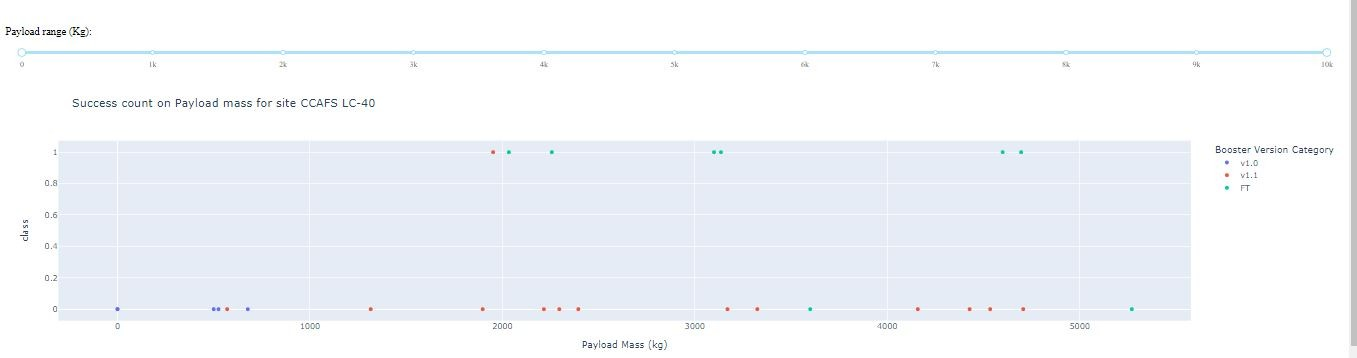 Payload range (Kg):
0 1k 2k 3k 4k 5k 6k 7k 8k 9k 10k
Success count on Payload mass for site CCAFS LC-40
Booster Version Category
v1.0
v1.1
FT
class
1
0.8
0.6
0.4
0.2
0
0 1000 2000 3000 4000 5000
Payload Mass (kg)